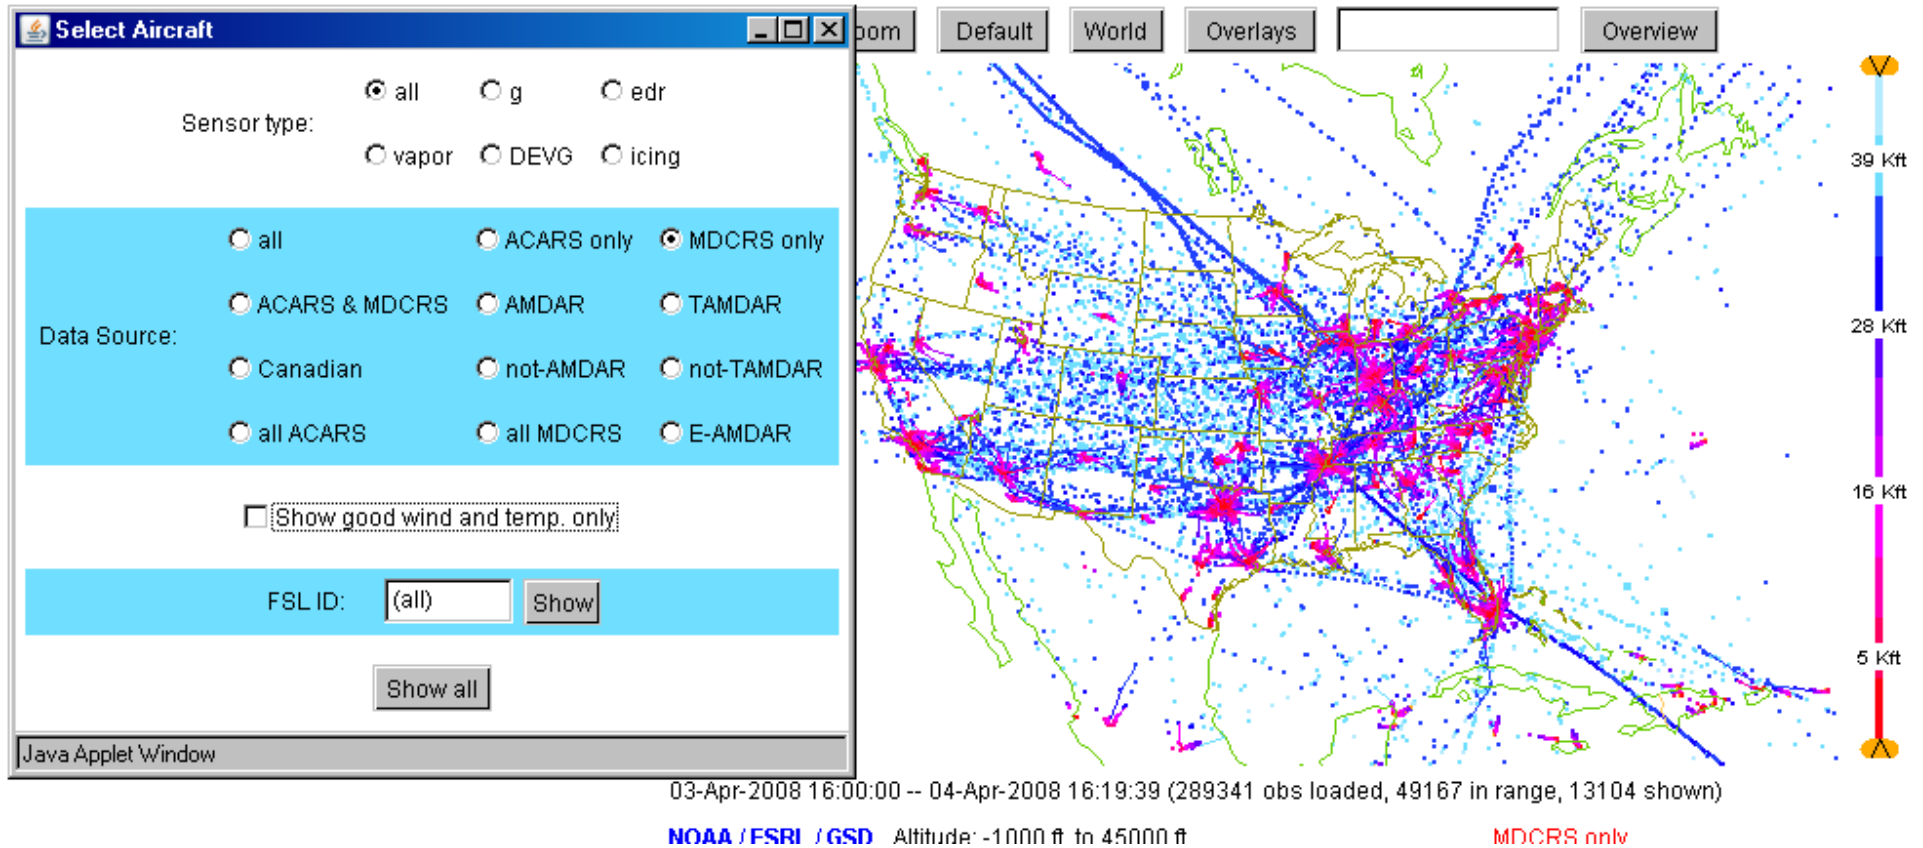 Select Aircraft
Sensor type:
all g edr
vapor DEVG icing
Data Source:
all ACARS only MDCRS only
ACARS & MDCRS AMDAR TAMDAR
Canadian not-AMDAR not-TAMDAR
all ACARS all MDCRS E-AMDAR
Show good wind and temp. only
FSL ID: (all) Show
Show all
Java Applet Window
oom Default World Overlays Overview
39 Kft
28 Kft
16 Kft
5 Kft
03-Apr-2008 16:00:00 -- 04-Apr-2008 16:19:39 (289341 obs loaded, 49167 in range, 13104 shown)
NOAA / ESRL / GSD Altitude: -1000 ft. to 45000 ft. MDCRS only